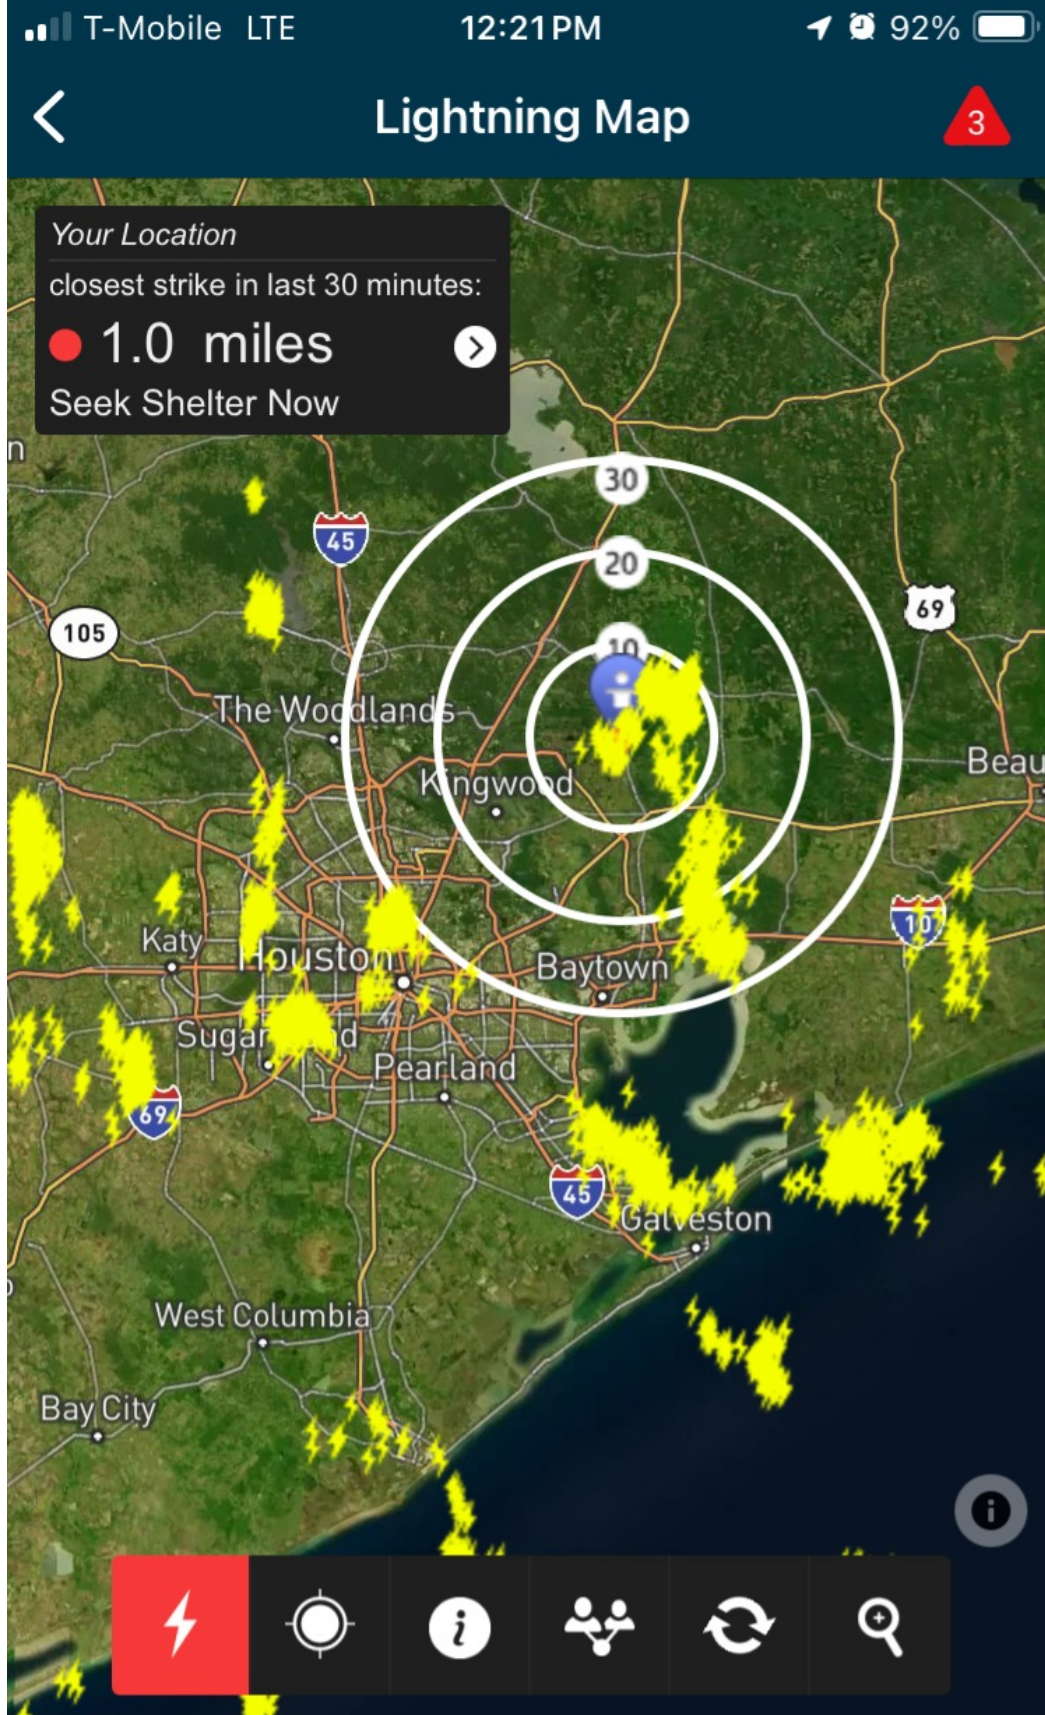 T-Mobile LTE 12:21 PM 92%
Lightning Map
3
Your Location
closest strike in last 30 minutes:
1.0 miles
Seek Shelter Now
n
30
45
20
69
105
10
The Woodlands
Beau
Kingwood
10
Katy
Houston
Baytown
Sugar d
Pearland
69
45
Galveston
West Columbia
Bay City